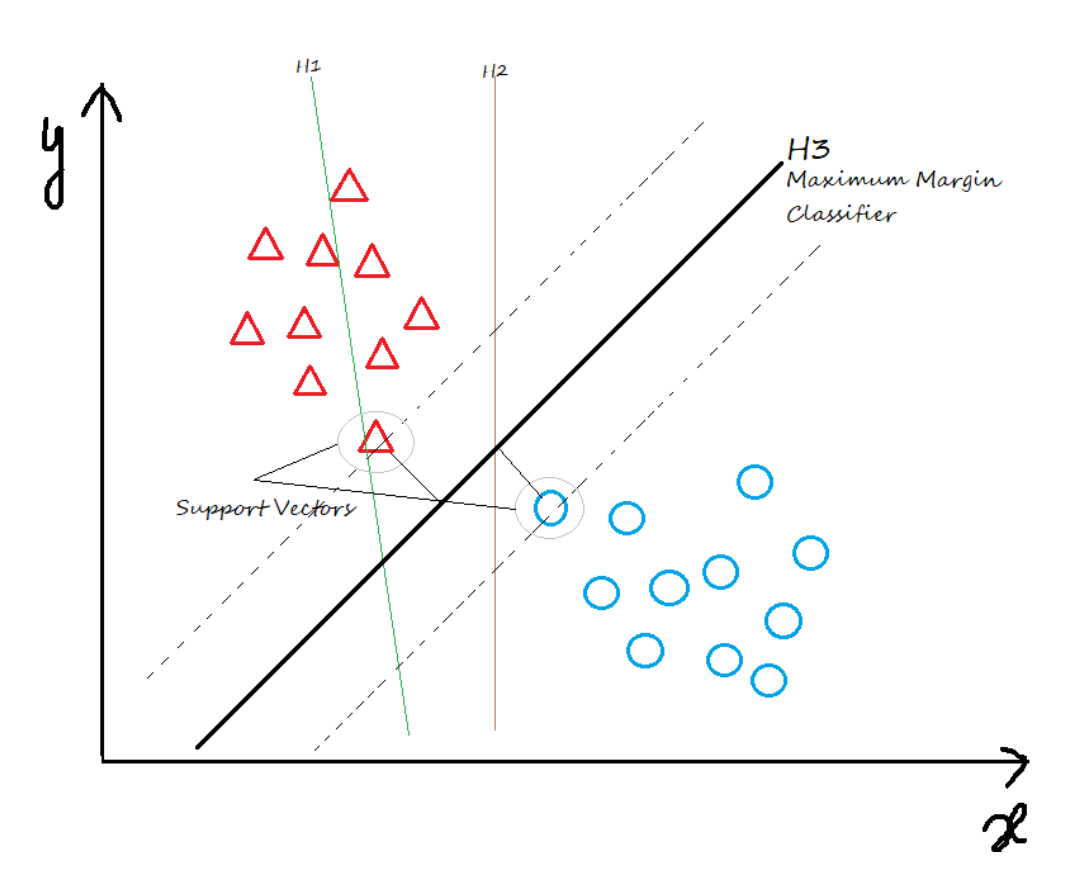 H1
H2
y
H3
Maximum Margin
Classifier
Support Vectors
x